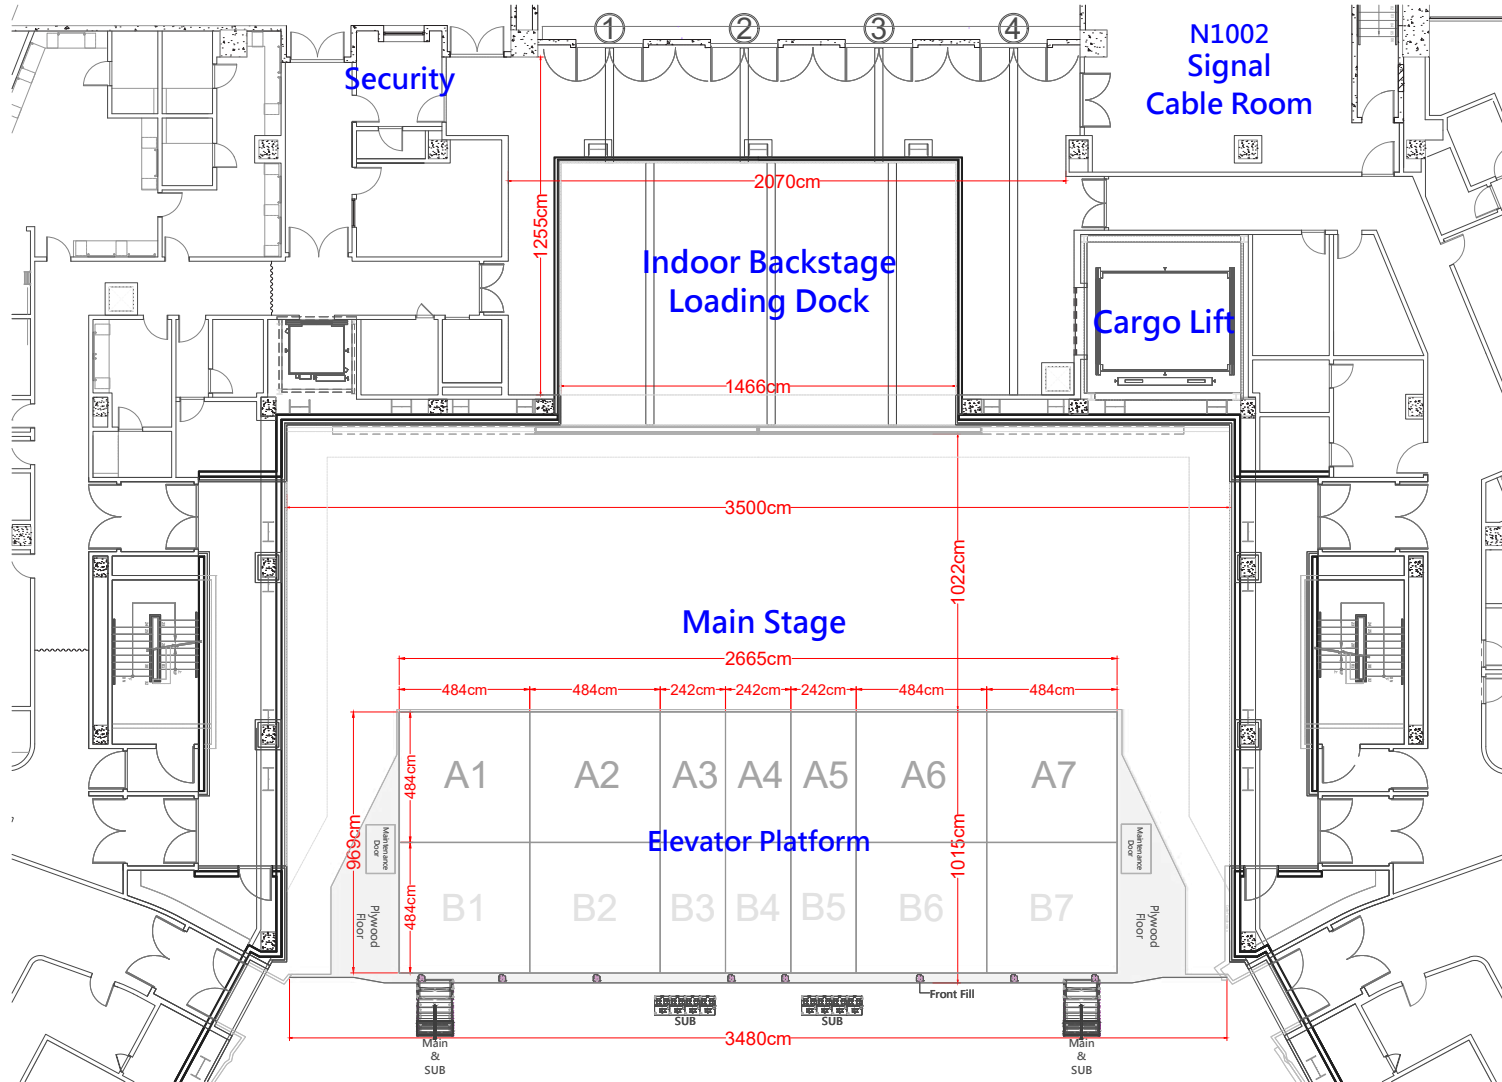 1
2
3
4
N1002
Signal
Cable Room
Security
2070cm
1255cm
Indoor Backstage
Loading Dock
Cargo Lift
1466cm
3500cm
1022cm
Main Stage
2665cm
484cm
484cm
242cm
242cm
242cm
484cm
484cm
A1
A2
A3
A4
A5
A6
A7
484cm
969cm
Maintenance
Door
Elevator Platform
1015cm
Maintenance
Door
B1
B2
B3
B4
B5
B6
B7
484cm
Plywood
Floor
Plywood
Floor
Front Fill
SUB
SUB
3480cm
Main
&
SUB
Main
&
SUB